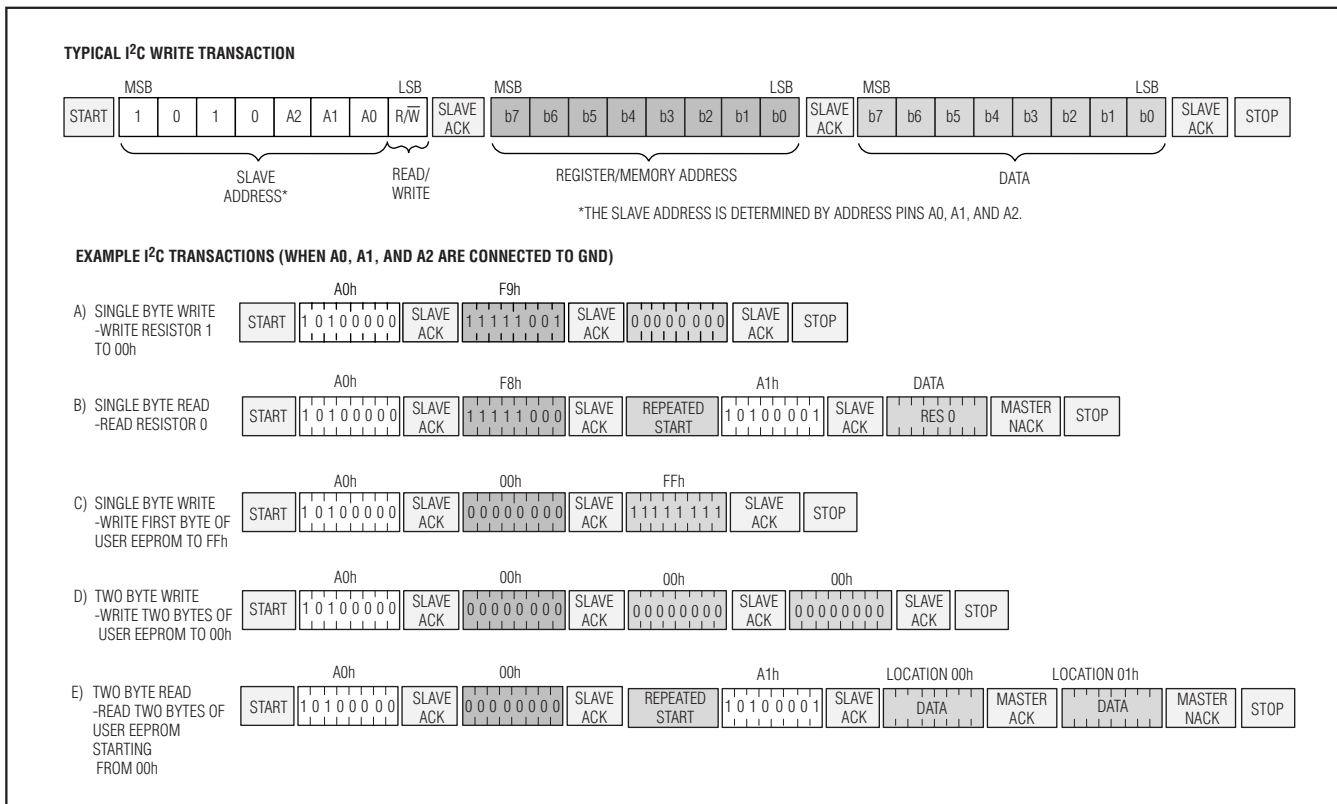 TYPICAL I²C WRITE TRANSACTION
MSB LSB MSB LSB MSB LSB
START 1 0 1 0 A2 A1 A0 R/W̅ SLAVE ACK b7 b6 b5 b4 b3 b2 b1 b0 SLAVE ACK b7 b6 b5 b4 b3 b2 b1 b0 SLAVE ACK STOP
SLAVE ADDRESS* READ/ WRITE REGISTER/MEMORY ADDRESS DATA
*THE SLAVE ADDRESS IS DETERMINED BY ADDRESS PINS A0, A1, AND A2.
EXAMPLE I²C TRANSACTIONS (WHEN A0, A1, AND A2 ARE CONNECTED TO GND)
A0h F9h
A) SINGLE BYTE WRITE
-WRITE RESISTOR 1
TO 00h
START 1 0 1 0 0 0 0 0 SLAVE ACK 1 1 1 1 1 0 0 1 SLAVE ACK 0 0 0 0 0 0 0 0 SLAVE ACK STOP
A0h F8h A1h DATA
B) SINGLE BYTE READ
-READ RESISTOR 0
START 1 0 1 0 0 0 0 0 SLAVE ACK 1 1 1 1 1 0 0 0 SLAVE ACK REPEATED START 1 0 1 0 0 0 0 1 SLAVE ACK RES 0 MASTER NACK STOP
A0h 00h FFh
C) SINGLE BYTE WRITE
-WRITE FIRST BYTE OF
USER EEPROM TO FFh
START 1 0 1 0 0 0 0 0 SLAVE ACK 0 0 0 0 0 0 0 0 SLAVE ACK 1 1 1 1 1 1 1 1 SLAVE ACK STOP
A0h 00h 00h 00h
D) TWO BYTE WRITE
-WRITE TWO BYTES OF
USER EEPROM TO 00h
START 1 0 1 0 0 0 0 0 SLAVE ACK 0 0 0 0 0 0 0 0 SLAVE ACK 0 0 0 0 0 0 0 0 SLAVE ACK 0 0 0 0 0 0 0 0 SLAVE ACK STOP
A0h 00h A1h LOCATION 00h LOCATION 01h
E) TWO BYTE READ
-READ TWO BYTES OF
USER EEPROM
STARTING
FROM 00h
START 1 0 1 0 0 0 0 0 SLAVE ACK 0 0 0 0 0 0 0 0 SLAVE ACK REPEATED START 1 0 1 0 0 0 0 1 SLAVE ACK DATA MASTER ACK DATA MASTER NACK STOP